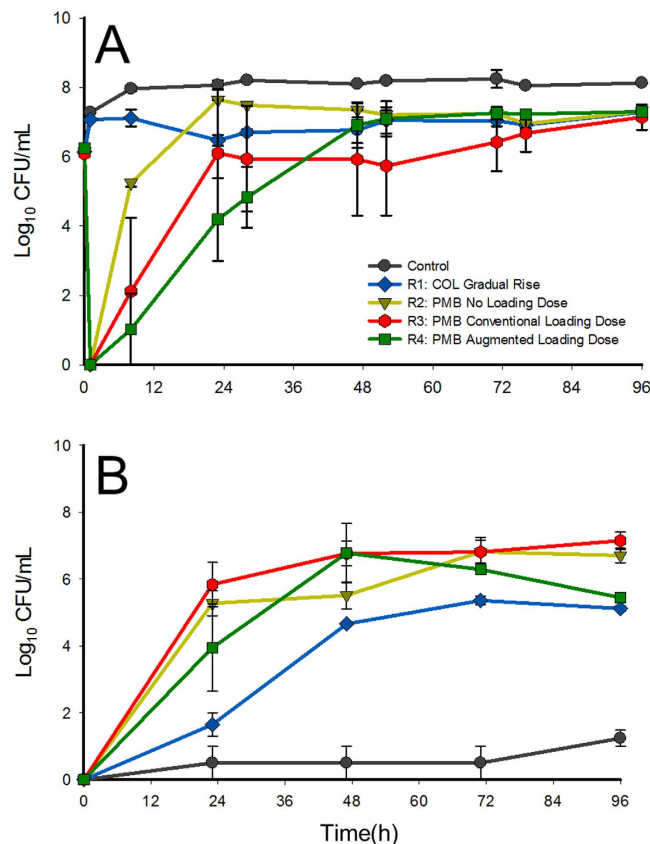 A
10
8
6
4
2
0
Log10 CFU/mL
Control
R1: COL Gradual Rise
R2: PMB No Loading Dose
R3: PMB Conventional Loading Dose
R4: PMB Augmented Loading Dose
0 12 24 36 48 60 72 84 96
B
10
8
6
4
2
0
Log10 CFU/mL
0 12 24 36 48 60 72 84 96
Time(h)